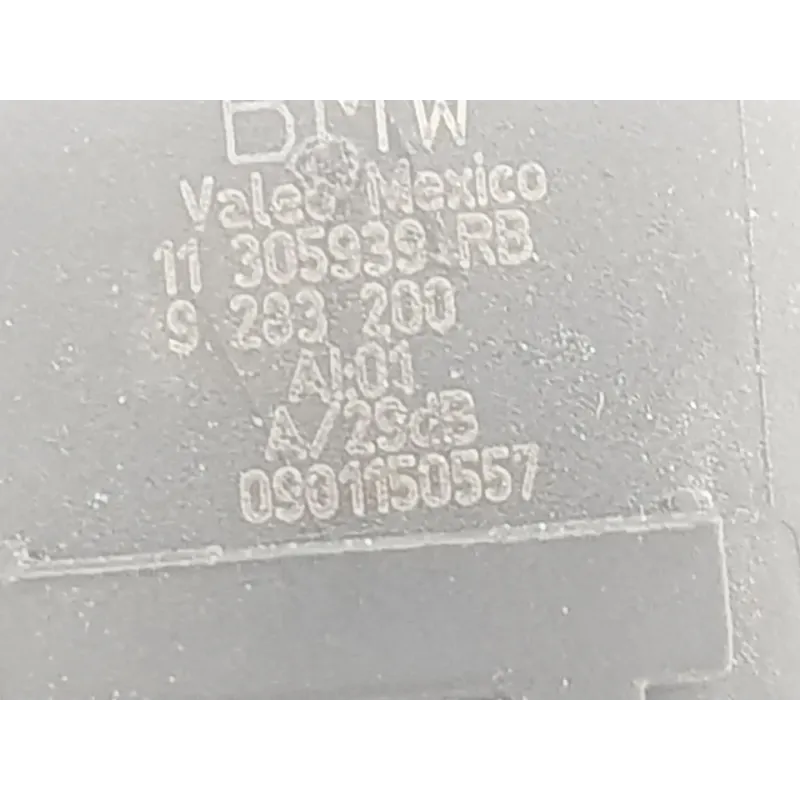 BMW
Valeo Mexico
11 305939 RB
9 283 200
AI:01
A/29dB
0901150557